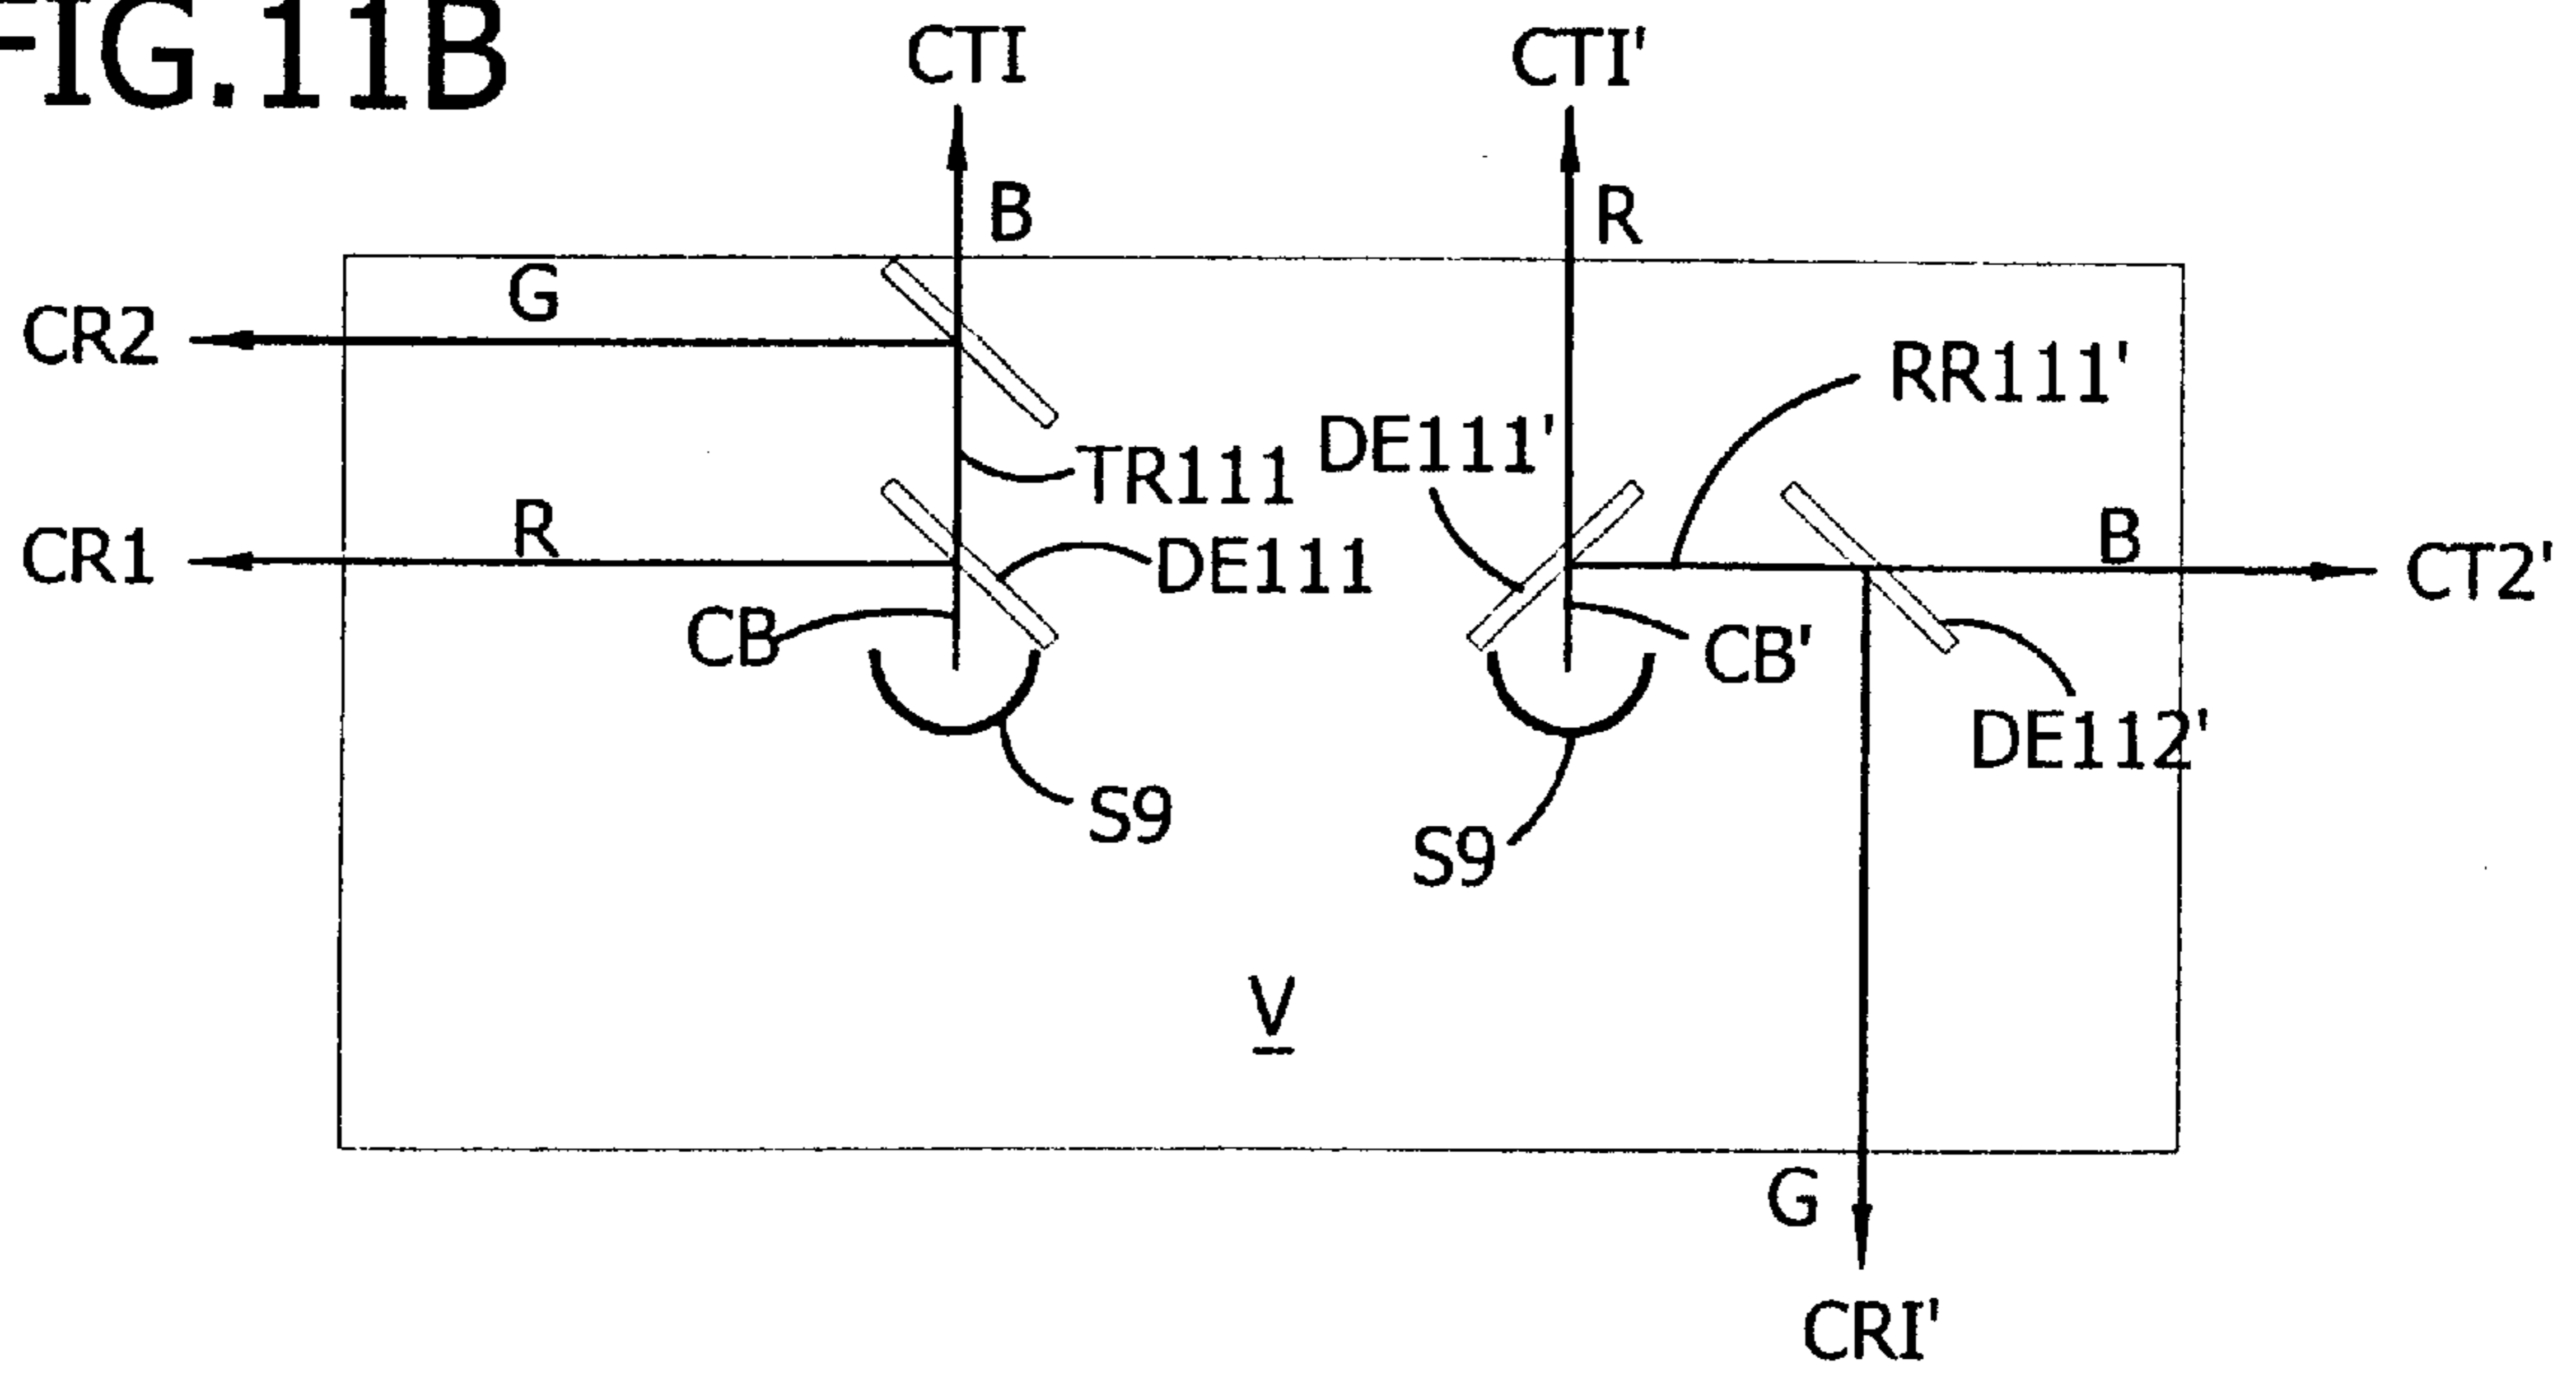 FIG.11B
CTI
CTI'
B
R
G
CR2
RR111'
DE111'
TR111
R
B
CR1
DE111
CT2'
CB
CB'
DE112'
S9
S9
V
G
CRI'